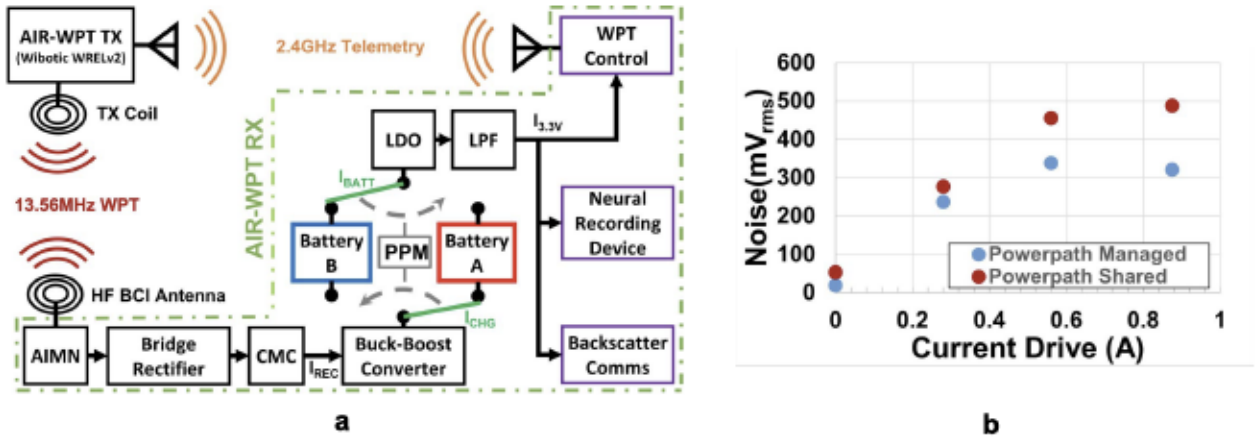 AIR-WPT TX
(Wibotic WRELv2)
2.4GHz Telemetry
WPT
Control
TX Coil
AIR-WPT RX
LDO
LPF
I3.3V
IBATT
13.56MHz WPT
Battery
B
PPM
Battery
A
Neural
Recording
Device
HF BCI Antenna
ICHG
AIMN
Bridge
Rectifier
CMC
IREC
Buck-Boost
Converter
Backscatter
Comms
a
Noise(mVrms)
600
500
400
300
200
100
0
Powerpath Managed
Powerpath Shared
0
0.2
0.4
0.6
0.8
1
Current Drive (A)
b